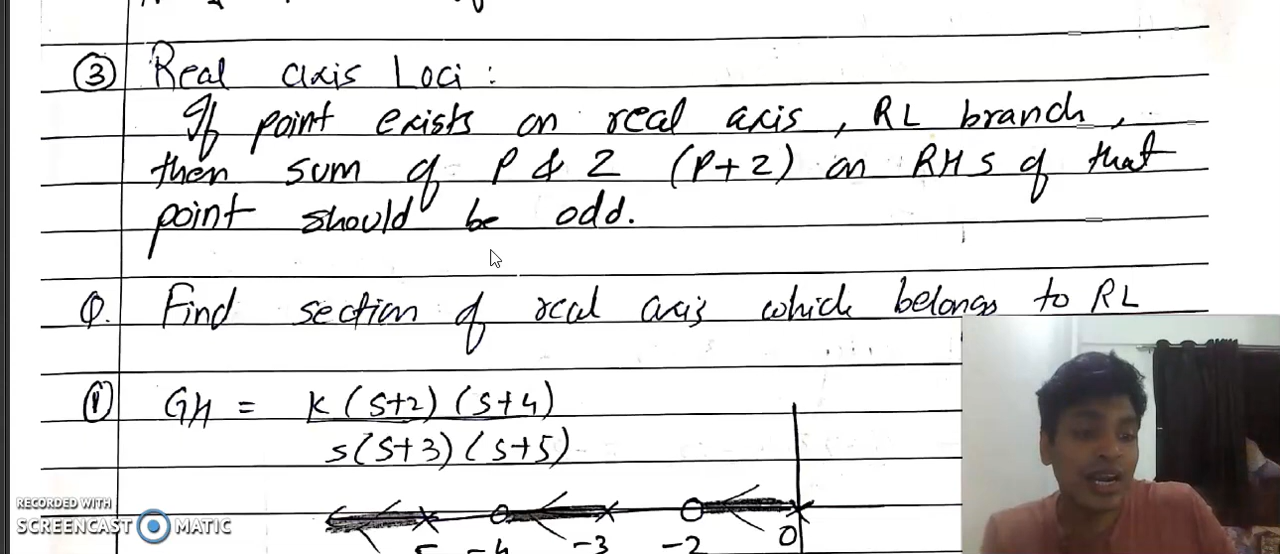 ③ Real axis Loci :
If point exists on real axis, RL branch,
then sum of P & Z (P+Z) on RHS of that
point should be odd.
Q. Find section of real axis which belongs to RL
① GH = K(S+2)(S+4)
S(S+3)(S+5)
-4 -3 -2 0
RECORDED WITH
SCREENCAST MATIC